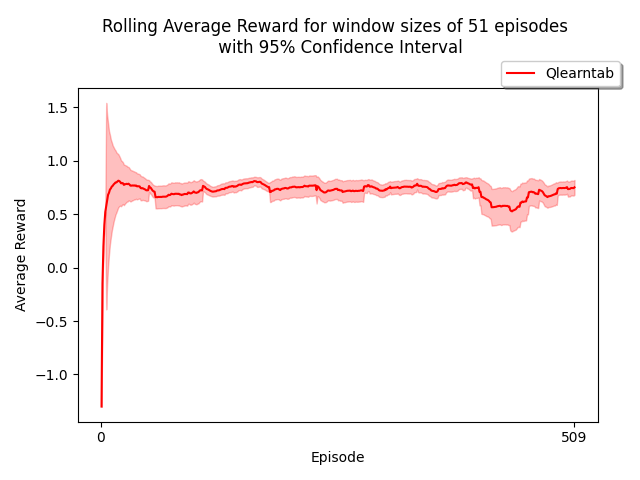 Rolling Average Reward for window sizes of 51 episodes
with 95% Confidence Interval
Qlearntab
1.5
1.0
0.5
0.0
−0.5
−1.0
Average Reward
0
509
Episode